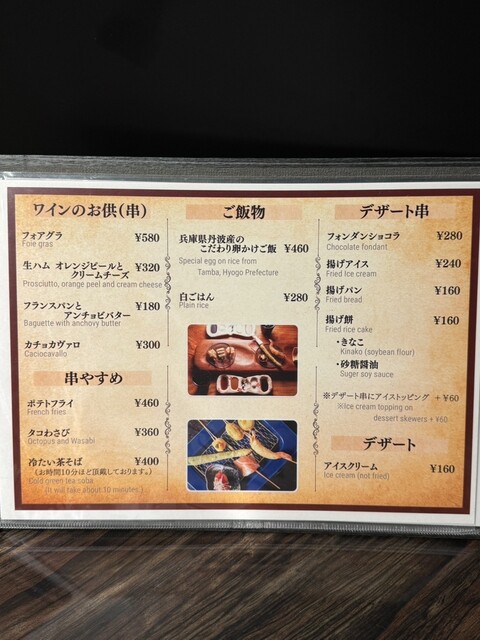 ワインのお供(串)
フォアグラ ¥580
Foie gras
生ハム オレンジピールと
クリームチーズ ¥320
Prosciutto, orange peel and cream cheese
フランスパンと
アンチョビバター ¥180
Baguette with anchovy butter
カチョカヴァロ ¥300
Caciocavallo
串やすめ
ポテトフライ ¥460
French fries
タコわさび ¥360
Octopus and Wasabi
冷たい茶そば ¥400
(お時間10分ほど頂戴しております。)
Cold green tea soba
(It will take about 10 minutes.)
ご飯物
兵庫県丹波産の
こだわり卵かけご飯 ¥460
Special egg on rice from
Tamba, Hyogo Prefecture
白ごはん ¥280
Plain rice
デザート串
フォンダンショコラ ¥280
Chocolate fondant
揚げアイス ¥240
Fried Ice cream
揚げパン ¥160
Fried bread
揚げ餅 ¥160
Fried rice cake
・きなこ
Kinako (soybean flour)
・砂糖醤油
Suger soy sauce
※デザート串にアイストッピング +¥60
※Ice cream topping on
dessert skewers +¥60
デザート
アイスクリーム ¥160
Ice cream (not fried)